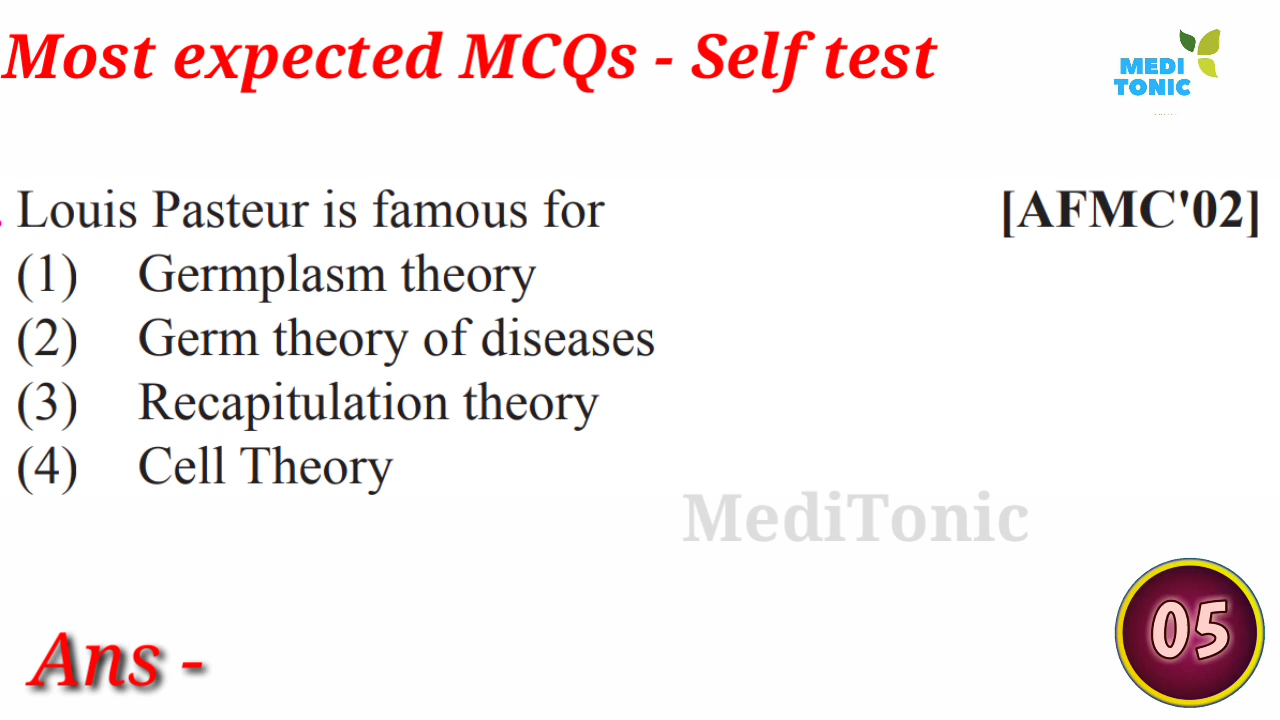 Most expected MCQs - Self test
MEDI
TONIC
Louis Pasteur is famous for [AFMC'02]
(1) Germplasm theory
(2) Germ theory of diseases
(3) Recapitulation theory
(4) Cell Theory
MediTonic
Ans -
05